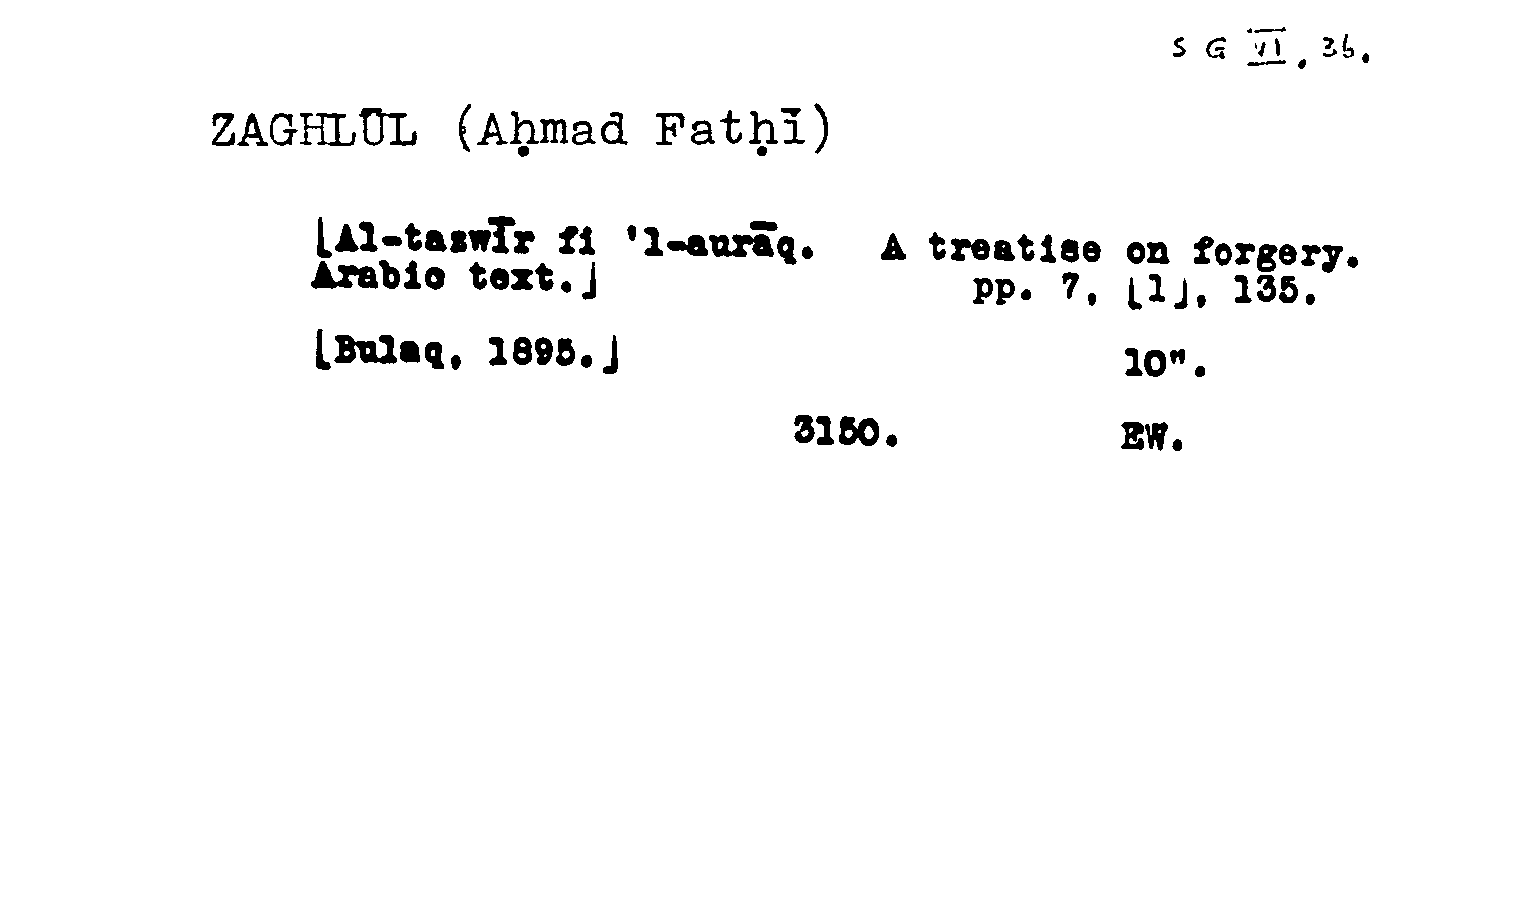 S G VI. 36.
ZAGHLŪL (Aḥmad Fatḥī)
[Al-tazwīr fi 'l-aurāq. A treatise on forgery.
Arabic text.] pp. 7, [1], 135.
[Bulaq, 1895.] 10".
3150. EW.